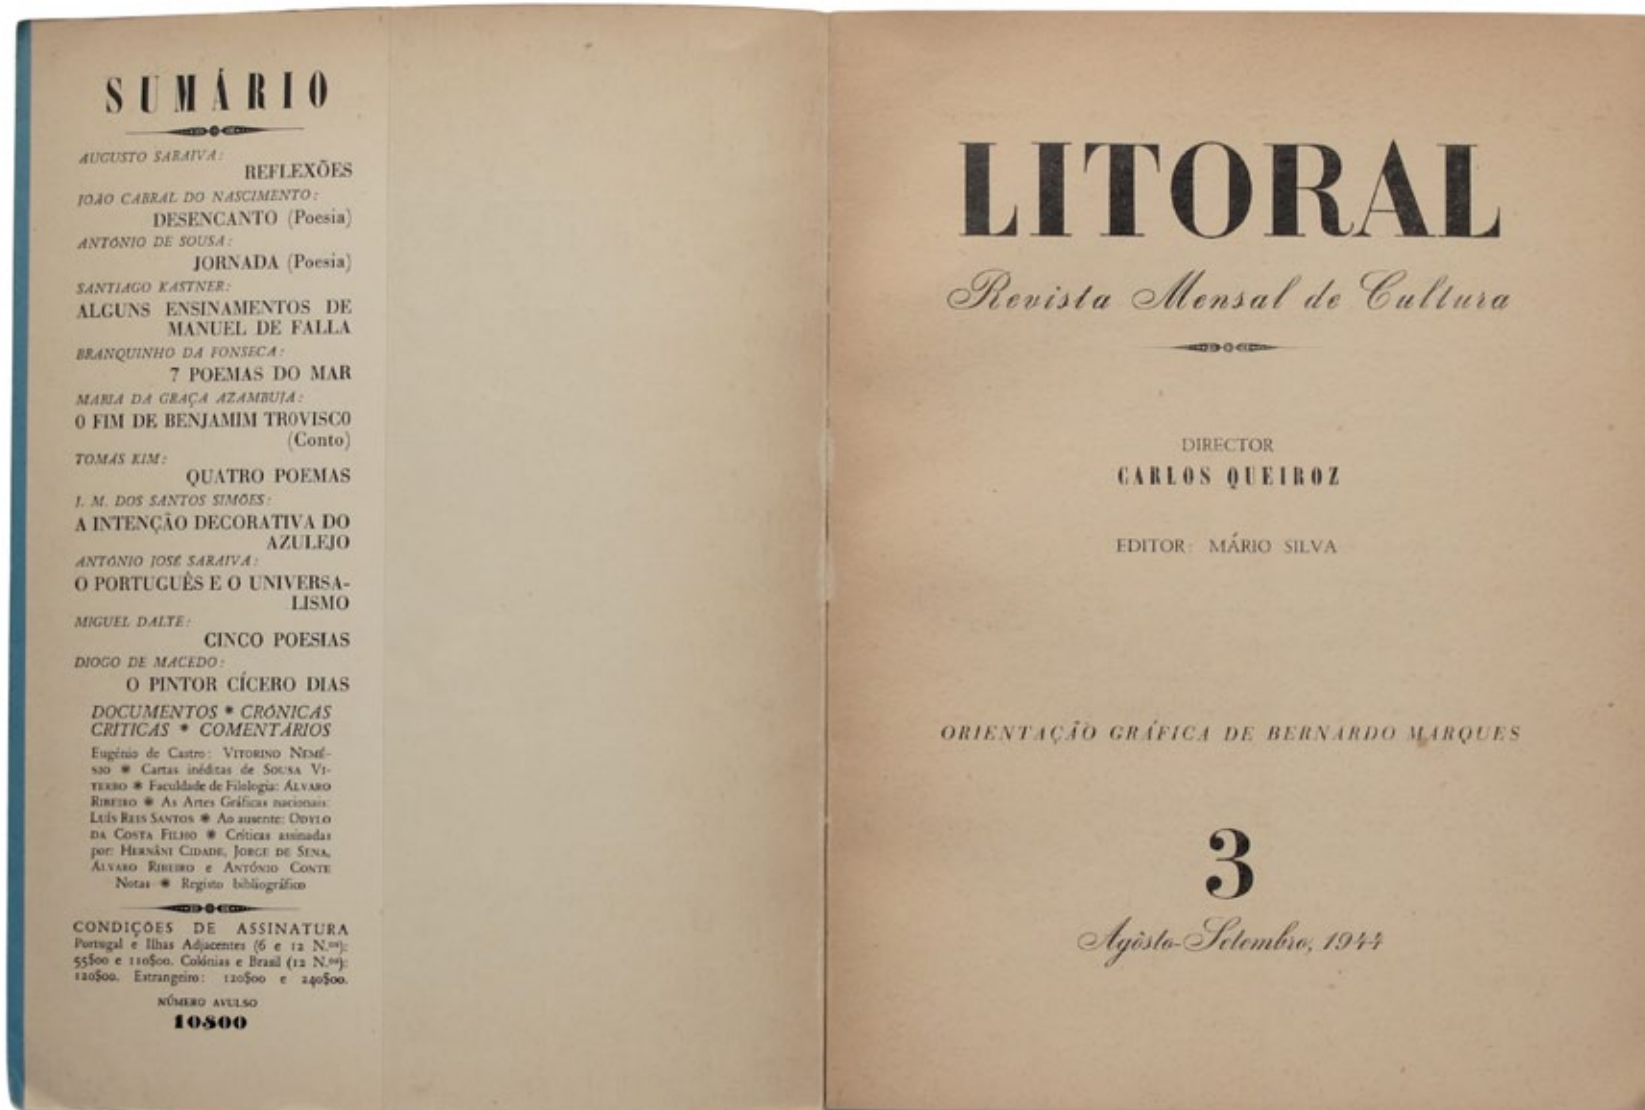 SUMÁRIO
AUGUSTO SARAIVA:
REFLEXÕES
JOÃO CABRAL DO NASCIMENTO:
DESENCANTO (Poesia)
ANTÓNIO DE SOUSA:
JORNADA (Poesia)
SANTIAGO KASTNER:
ALGUNS ENSINAMENTOS DE
MANUEL DE FALLA
BRANQUINHO DA FONSECA:
7 POEMAS DO MAR
MARIA DA GRAÇA AZAMBUJA:
O FIM DE BENJAMIM TROVISCO
(Conto)
TOMÁS KIM:
QUATRO POEMAS
J. M. DOS SANTOS SIMÕES:
A INTENÇÃO DECORATIVA DO
AZULEJO
ANTÓNIO JOSÉ SARAIVA:
O PORTUGUÊS E O UNIVERSA-
LISMO
MIGUEL DALTE:
CINCO POESIAS
DIOGO DE MACEDO:
O PINTOR CÍCERO DIAS
DOCUMENTOS * CRÓNICAS
CRÍTICAS * COMENTÁRIOS
Eugénio de Castro: VITORINO NEMÉ-
SIO * Cartas inéditas de SOUSA VI-
TERBO * Faculdade de Filologia: ÁLVARO
RIBEIRO * As Artes Gráficas nacionais:
LUÍS REIS SANTOS * Ao ausente: ODYLO
DA COSTA FILHO * Críticas assinadas
por: HERNÂNI CIDADE, JORGE DE SENA,
ÁLVARO RIBEIRO e ANTÓNIO CONTE
Notas * Registo bibliográfico
CONDIÇÕES DE ASSINATURA
Portugal e Ilhas Adjacentes (6 e 12 N.ºs):
55$00 e 110$00. Colónias e Brasil (12 N.ºs):
120$00. Estrangeiro: 120$00 e 240$00.
NÚMERO AVULSO
10$00
LITORAL
Revista Mensal de Cultura
DIRECTOR
CARLOS QUEIROZ
EDITOR: MÁRIO SILVA
ORIENTAÇÃO GRÁFICA DE BERNARDO MARQUES
3
Agôsto-Setembro, 1944